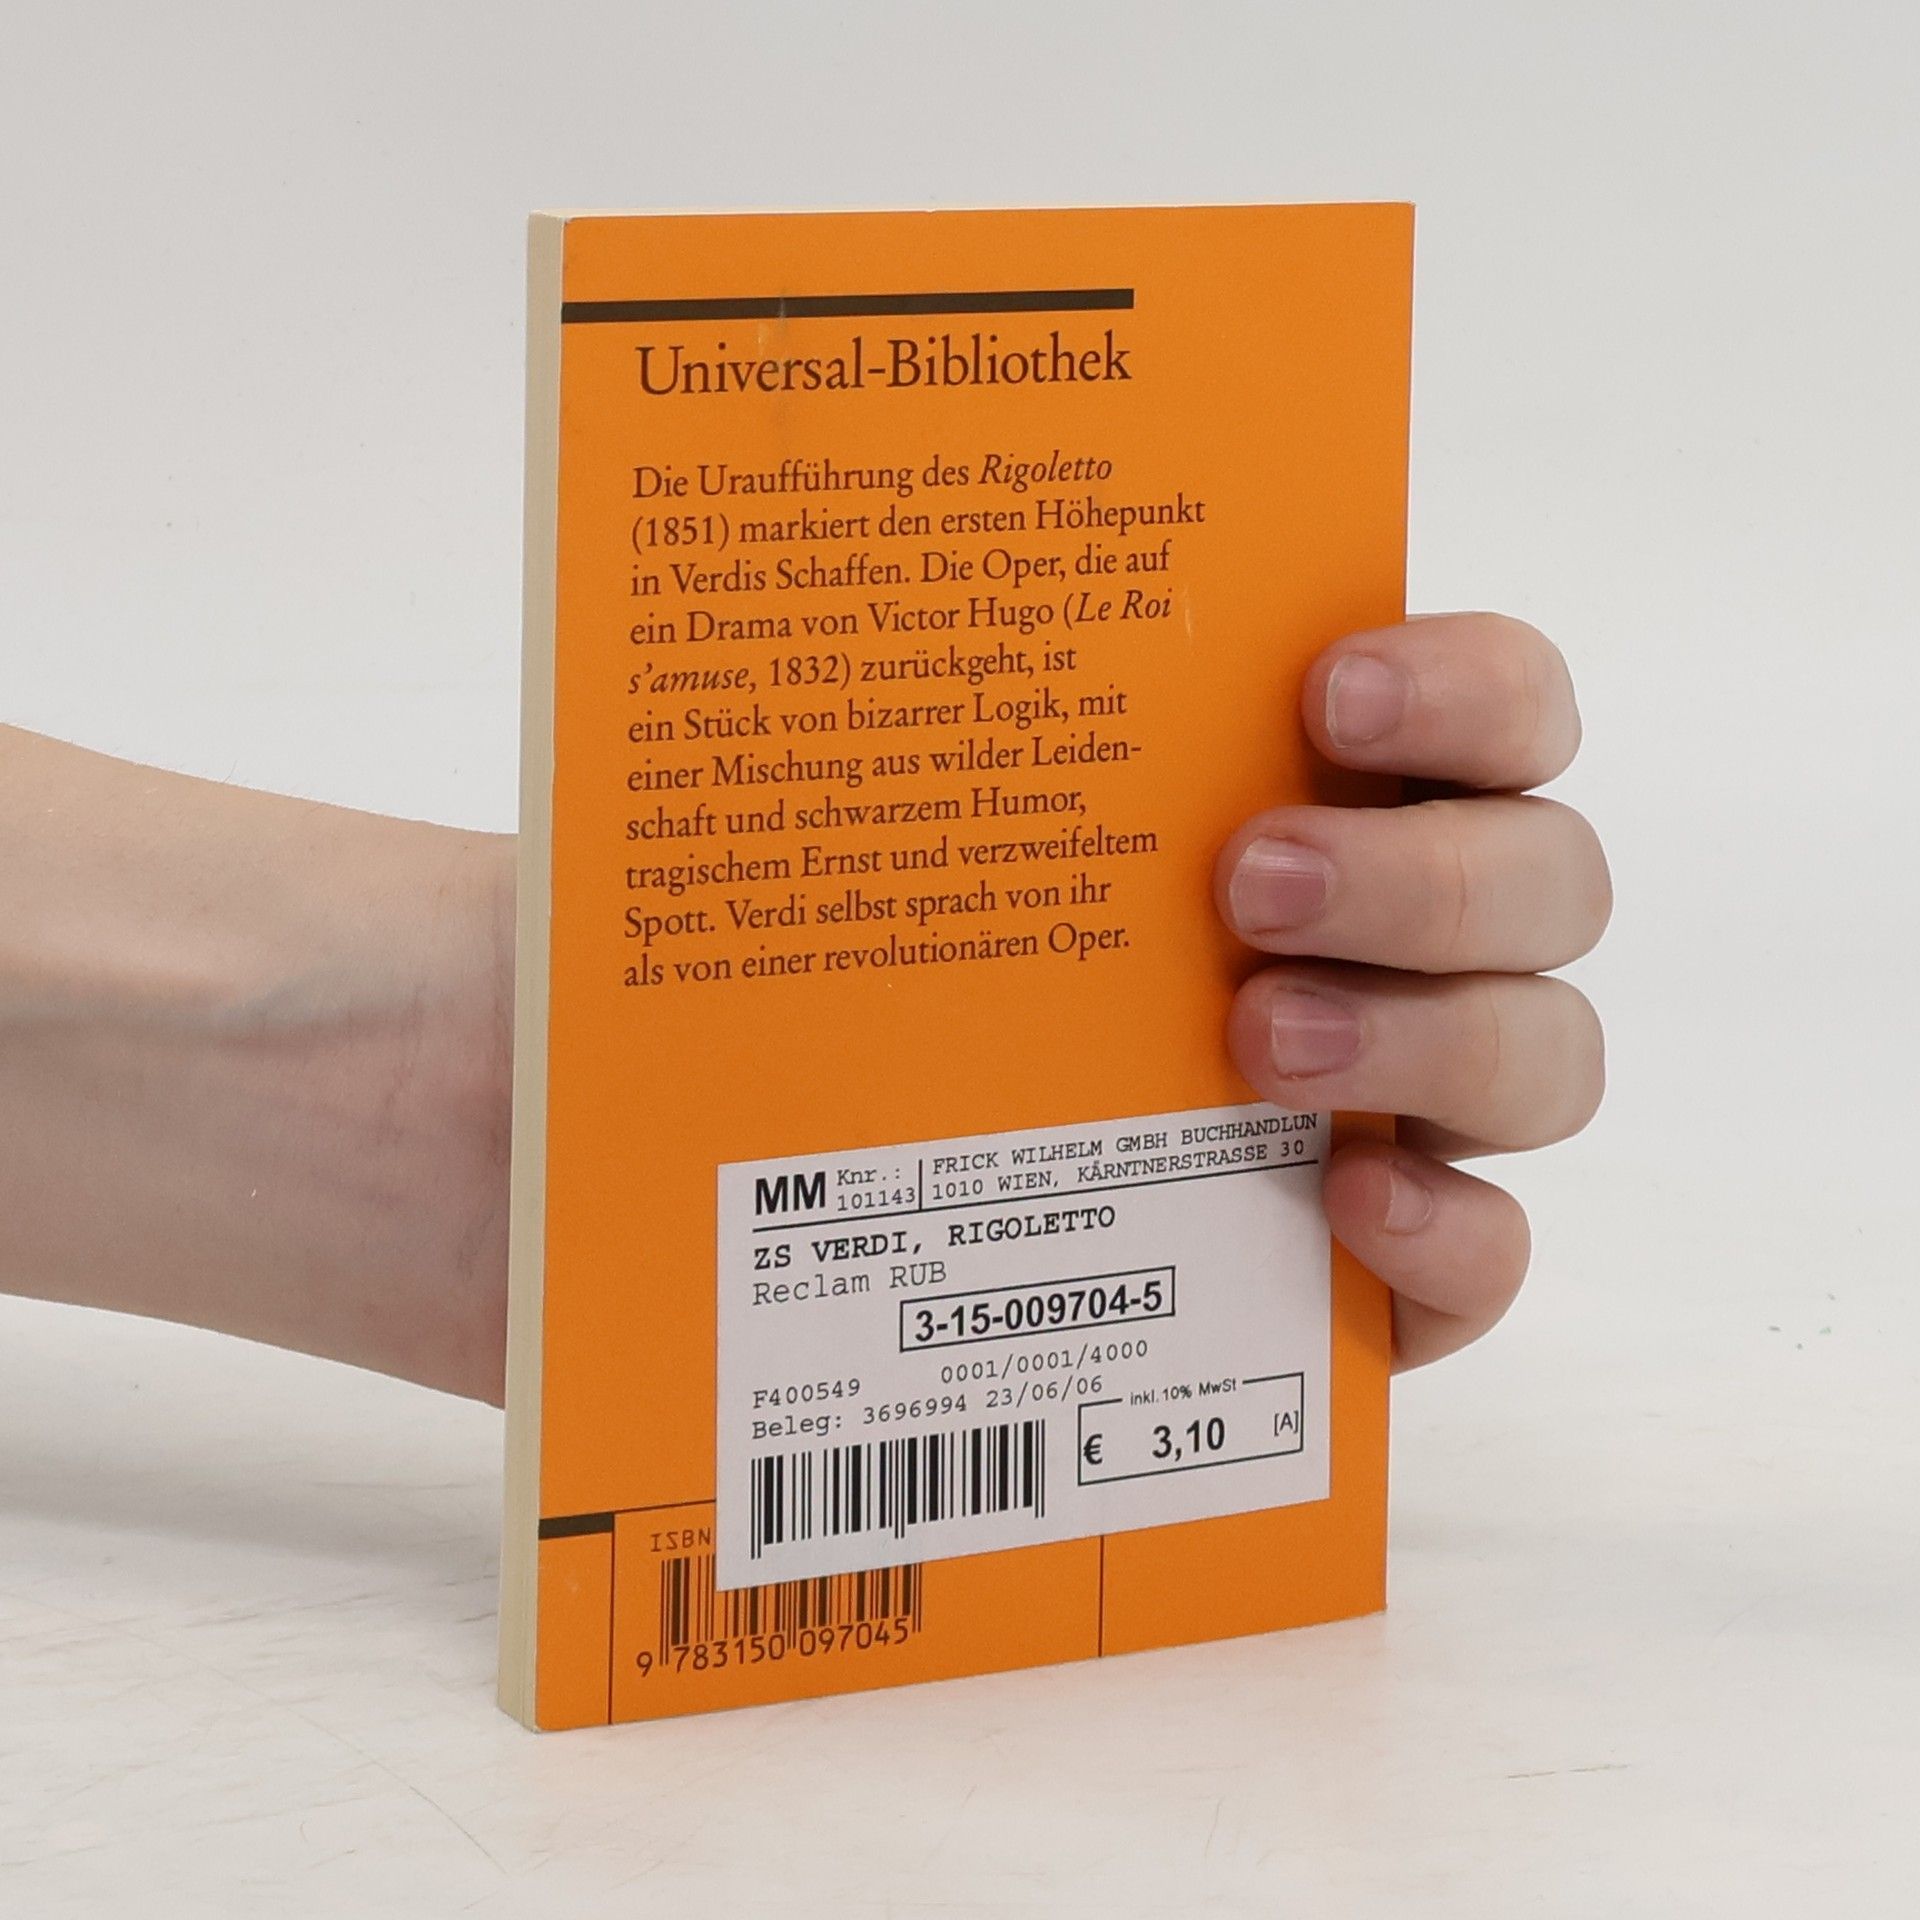 Universal-Bibliothek
Die Uraufführung des Rigoletto
(1851) markiert den ersten Höhepunkt
in Verdis Schaffen. Die Oper, die auf
ein Drama von Victor Hugo (Le Roi
s'amuse, 1832) zurückgeht, ist
ein Stück von bizarrer Logik, mit
einer Mischung aus wilder Leiden-
schaft und schwarzem Humor,
tragischem Ernst und verzweifeltem
Spott. Verdi selbst sprach von ihr
als von einer revolutionären Oper.
MM Knr.: 101143
FRICK WILHELM GMBH BUCHHANDLUN
1010 WIEN, KÄRNTNERSTRASSE 30
ZS VERDI, RIGOLETTO
Reclam RUB
3-15-009704-5
0001/0001/4000
F400549
Beleg: 3696994 23/06/06
inkl. 10% MwSt
€ 3,10 [A]
ISBN
9 783150 097045